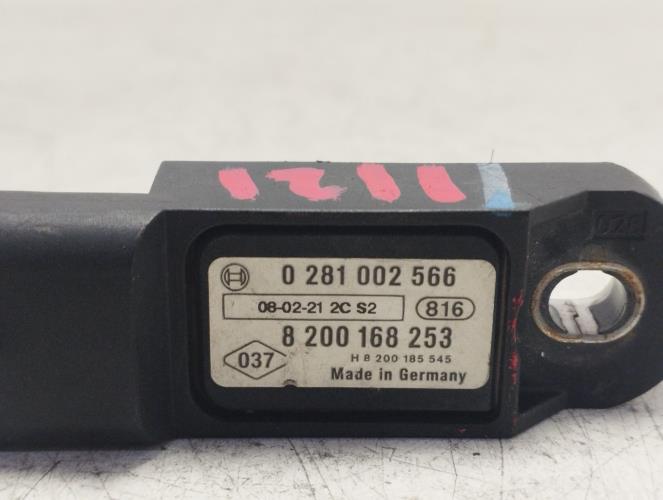 1211
0 281 002 566
08-02-21 2C S2 816
8 200 168 253
037
H 8 200 185 545
Made in Germany